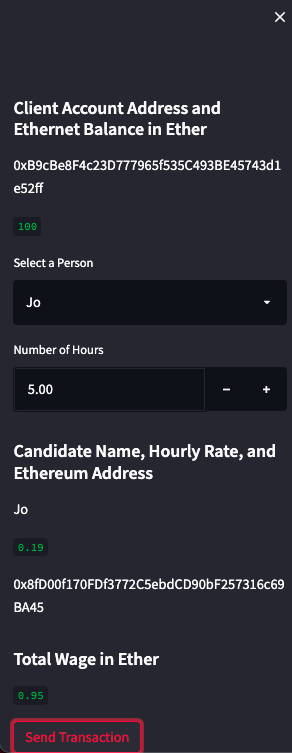 Client Account Address and
Ethernet Balance in Ether
0xB9cBe8F4c23D777965f535C493BE45743d1
e52ff
100
Select a Person
Jo
Number of Hours
5.00
Candidate Name, Hourly Rate, and
Ethereum Address
Jo
0.19
0x8fD00f170FDf3772C5ebdCD90bF257316c69
BA45
Total Wage in Ether
0.95
Send Transaction